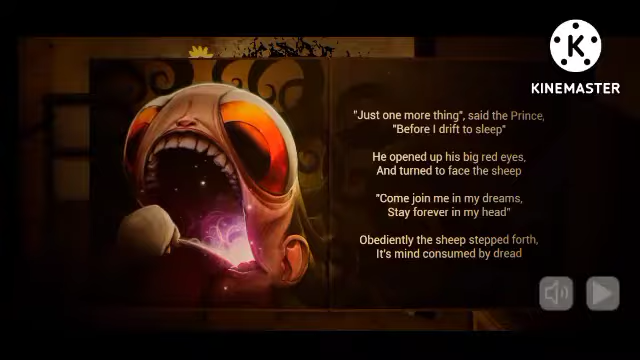 K
KINEMASTER
"Just one more thing", said the Prince,
"Before I drift to sleep"
He opened up his big red eyes,
And turned to face the sheep
"Come join me in my dreams,
Stay forever in my head"
Obediently the sheep stepped forth,
It's mind consumed by dread